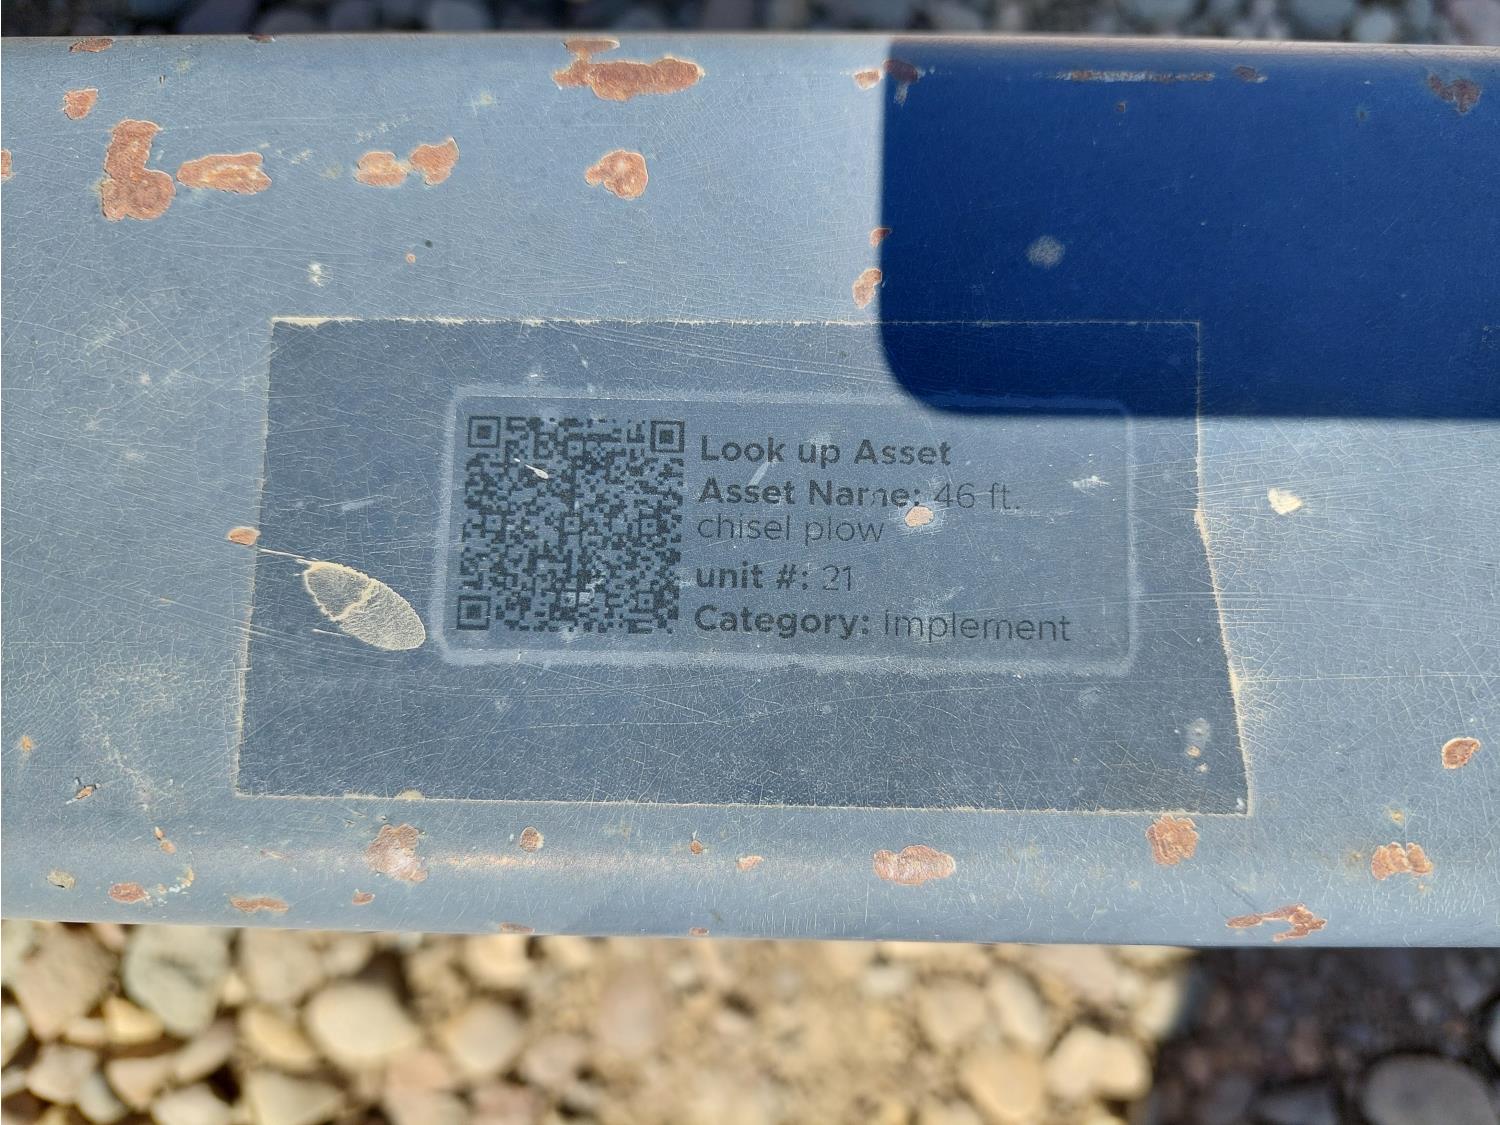 Look up Asset
Asset Name: 46 ft.
chisel plow
unit #: 21
Category: Implement